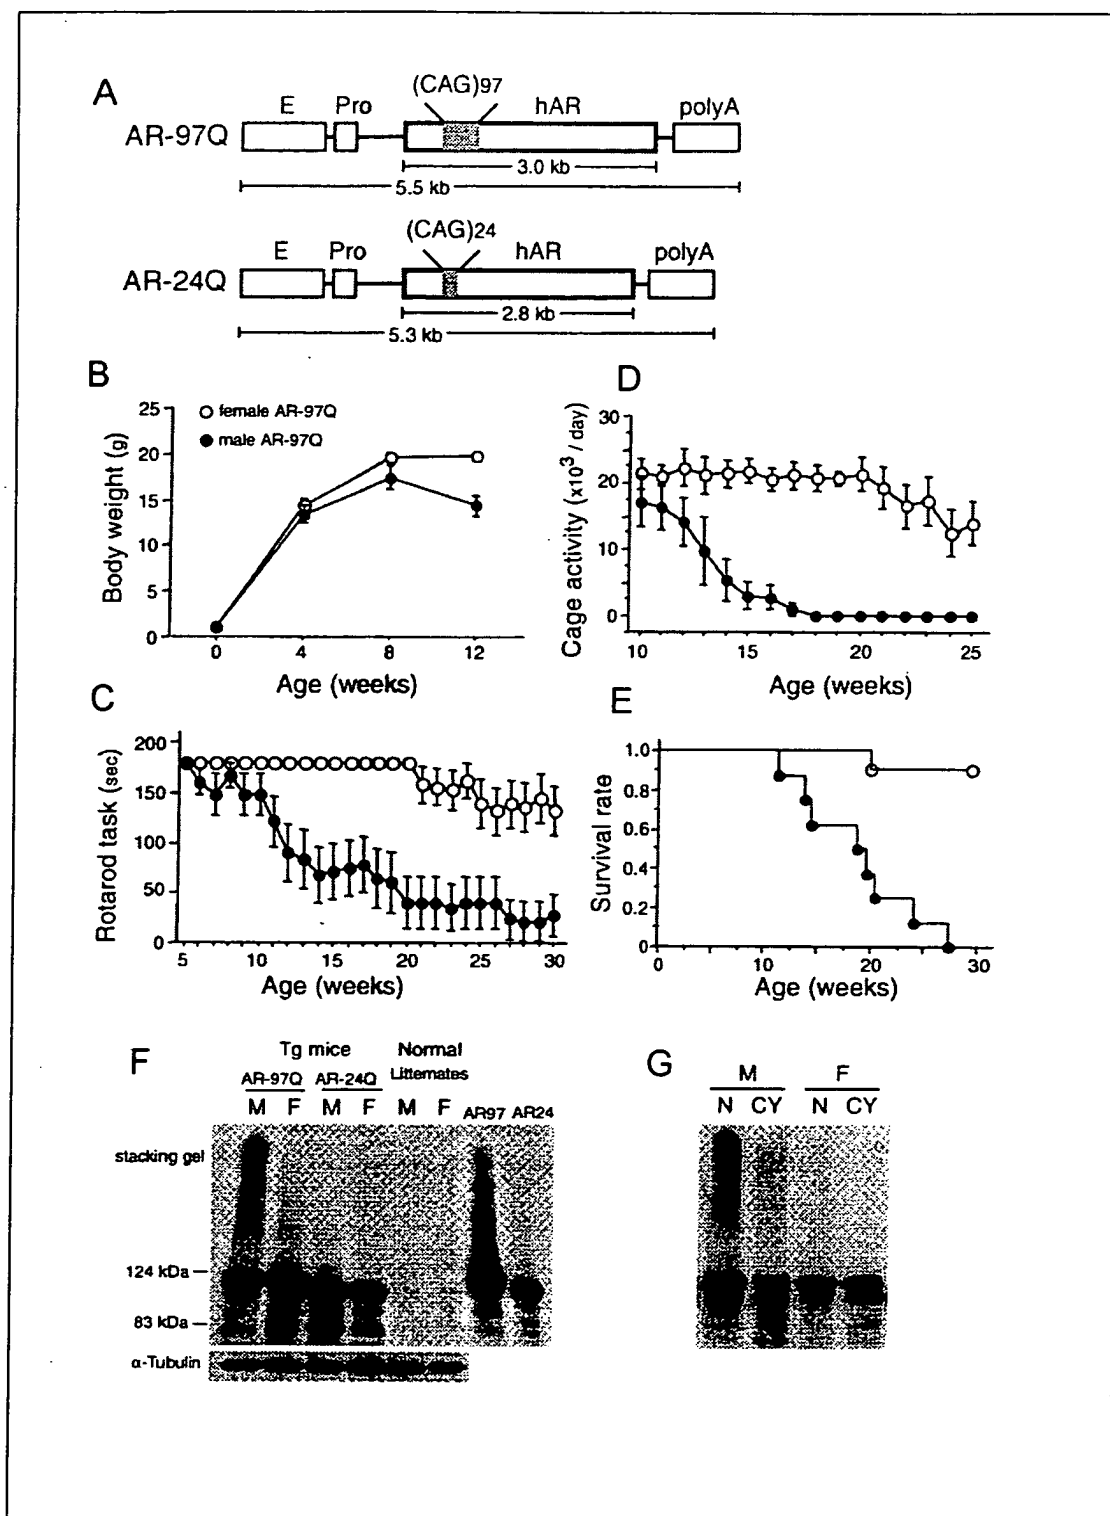 A
(CAG)97
E Pro hAR polyA
AR-97Q
3.0 kb
5.5 kb
(CAG)24
E Pro hAR polyA
AR-24Q
2.8 kb
5.3 kb
B
25
20
15
10
5
0
Body weight (g)
female AR-97Q
male AR-97Q
0 4 8 12
Age (weeks)
D
30
20
10
0
Cage activity (x10³ / day)
10 15 20 25
Age (weeks)
C
200
150
100
50
0
Rotarod task (sec)
5 10 15 20 25 30
Age (weeks)
E
1.0
0.8
0.6
0.4
0.2
0
Survival rate
0 10 20 30
Age (weeks)
F
Tg mice Normal
AR-97Q AR-24Q Littermates
M F M F M F AR97 AR24
stacking gel
124 kDa
83 kDa
α-Tubulin
G
M F
N CY N CY